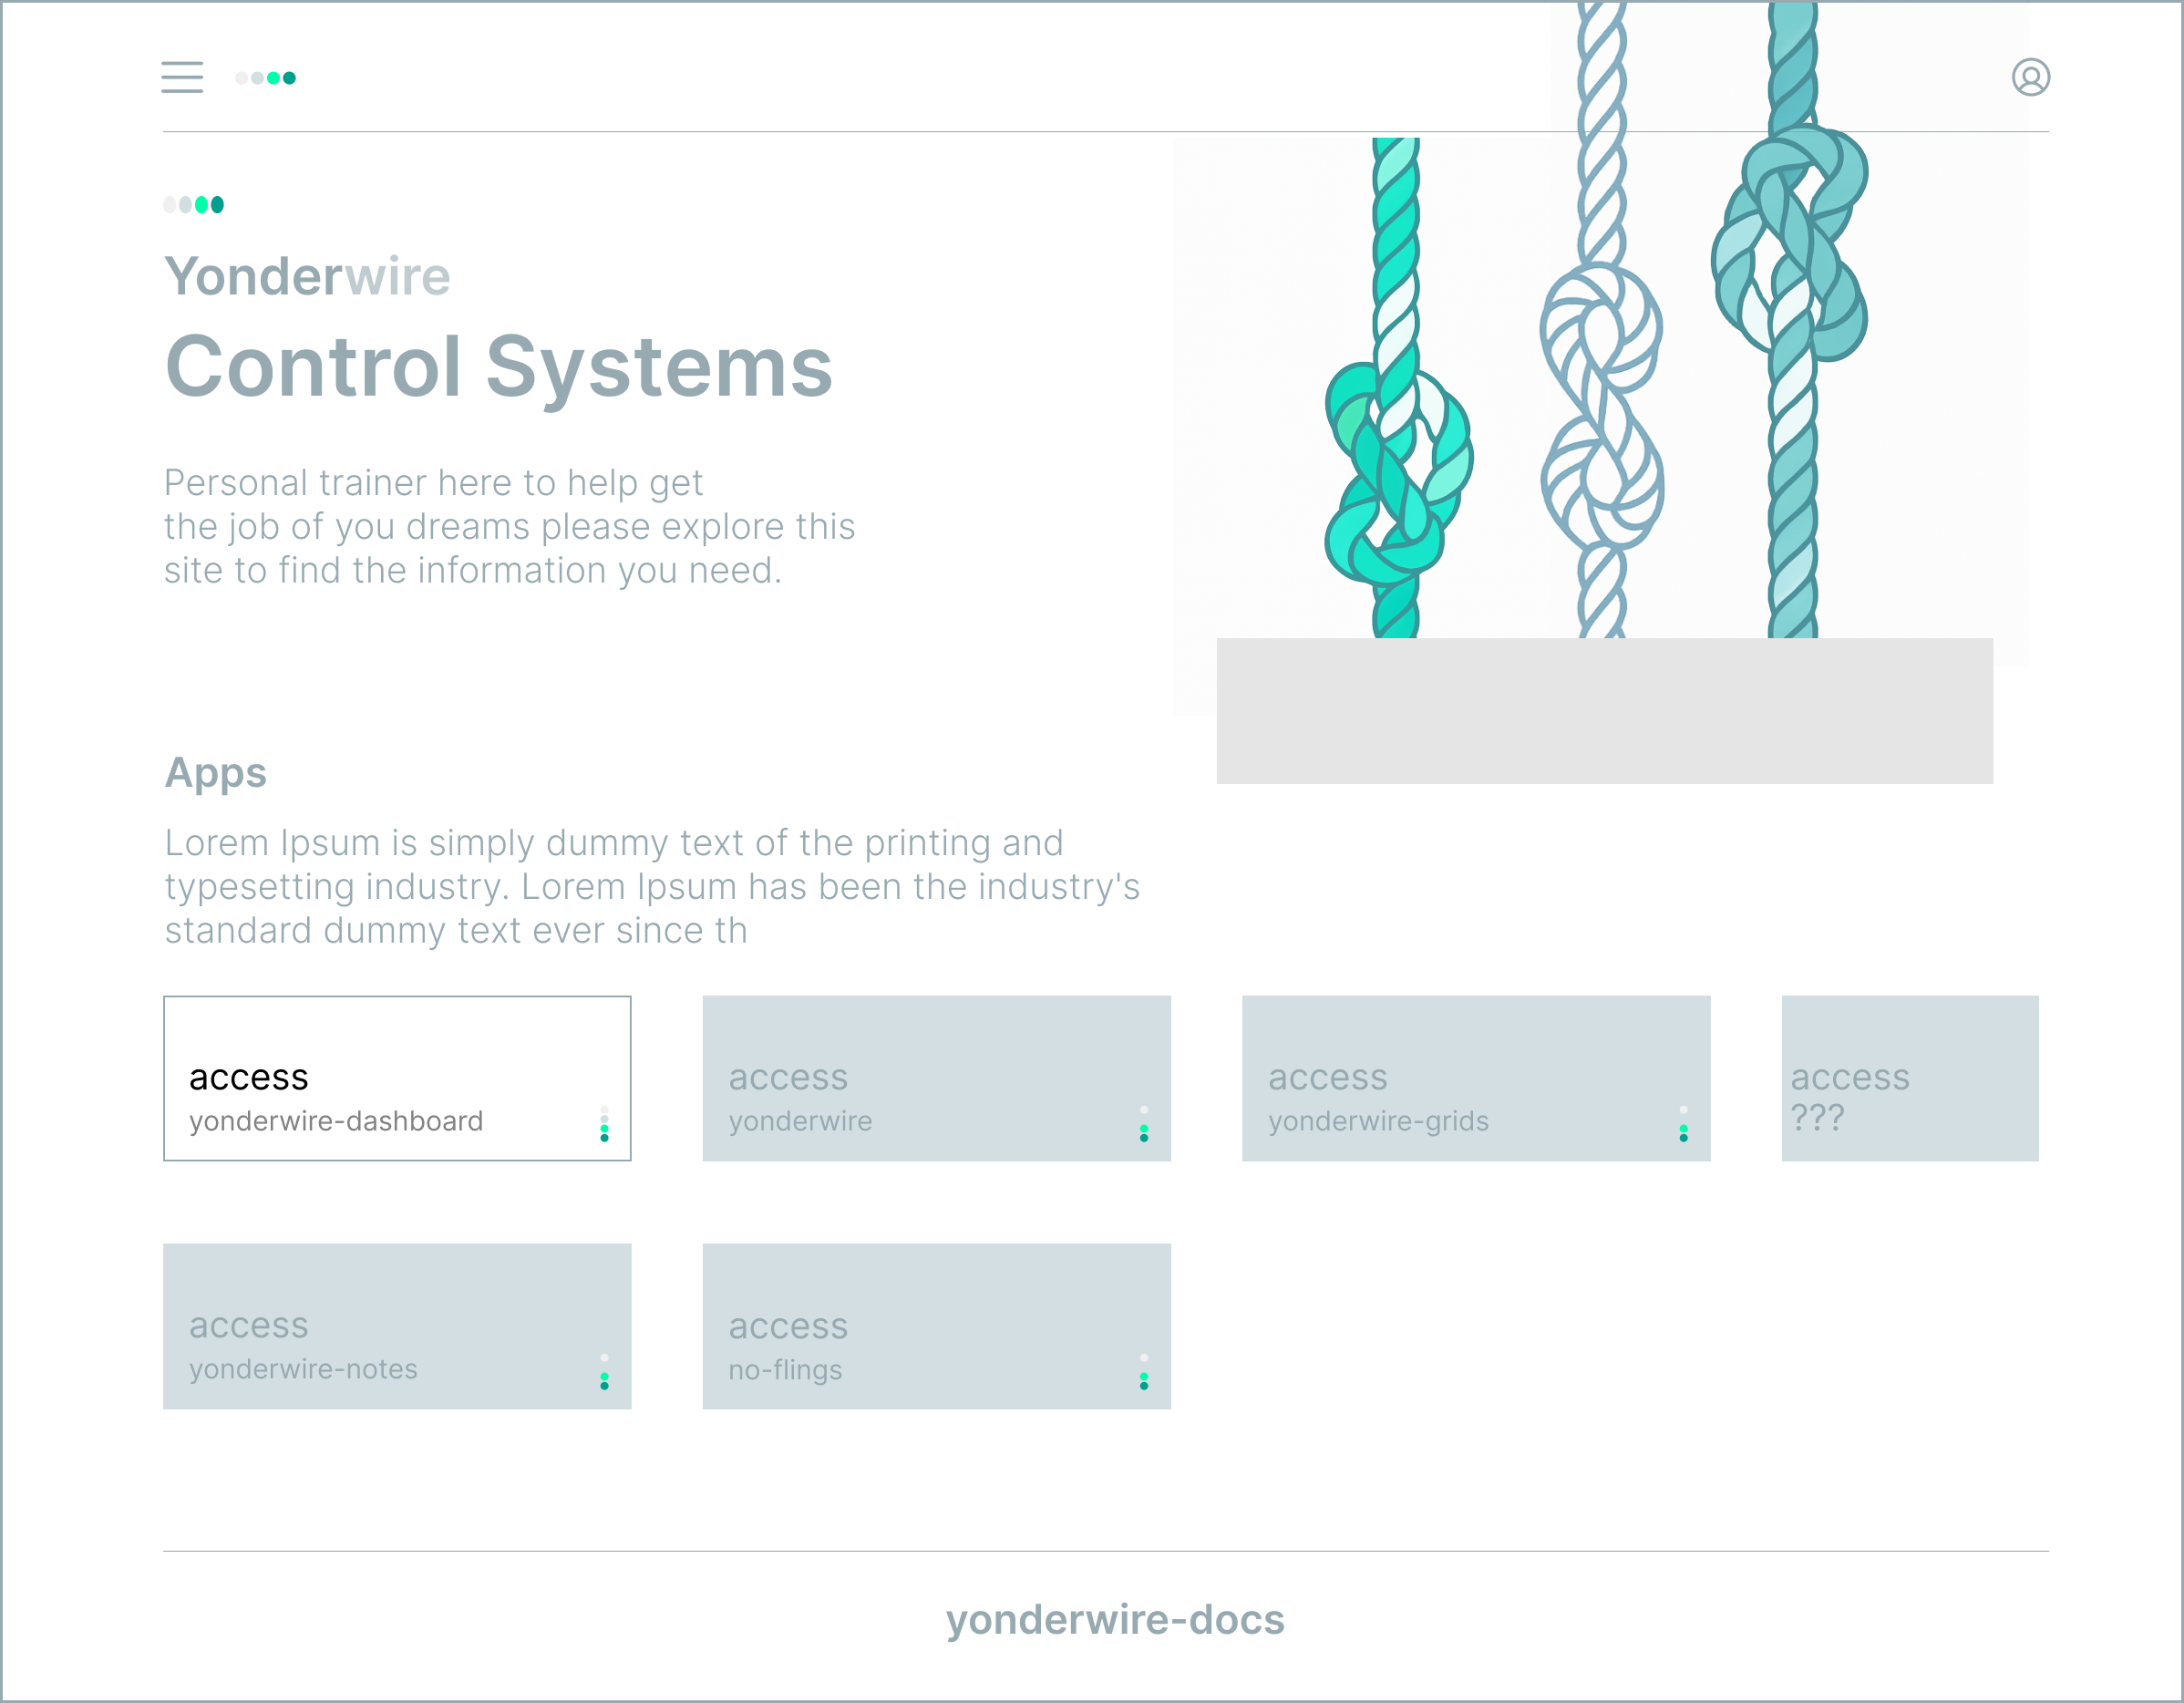 Yonderwire
Control Systems
Personal trainer here to help get
the job of you dreams please explore this
site to find the information you need.
Apps
Lorem Ipsum is simply dummy text of the printing and
typesetting industry. Lorem Ipsum has been the industry's
standard dummy text ever since th
access
yonderwire-dashboard
access
yonderwire
access
yonderwire-grids
access
???
access
yonderwire-notes
access
no-flings
yonderwire-docs